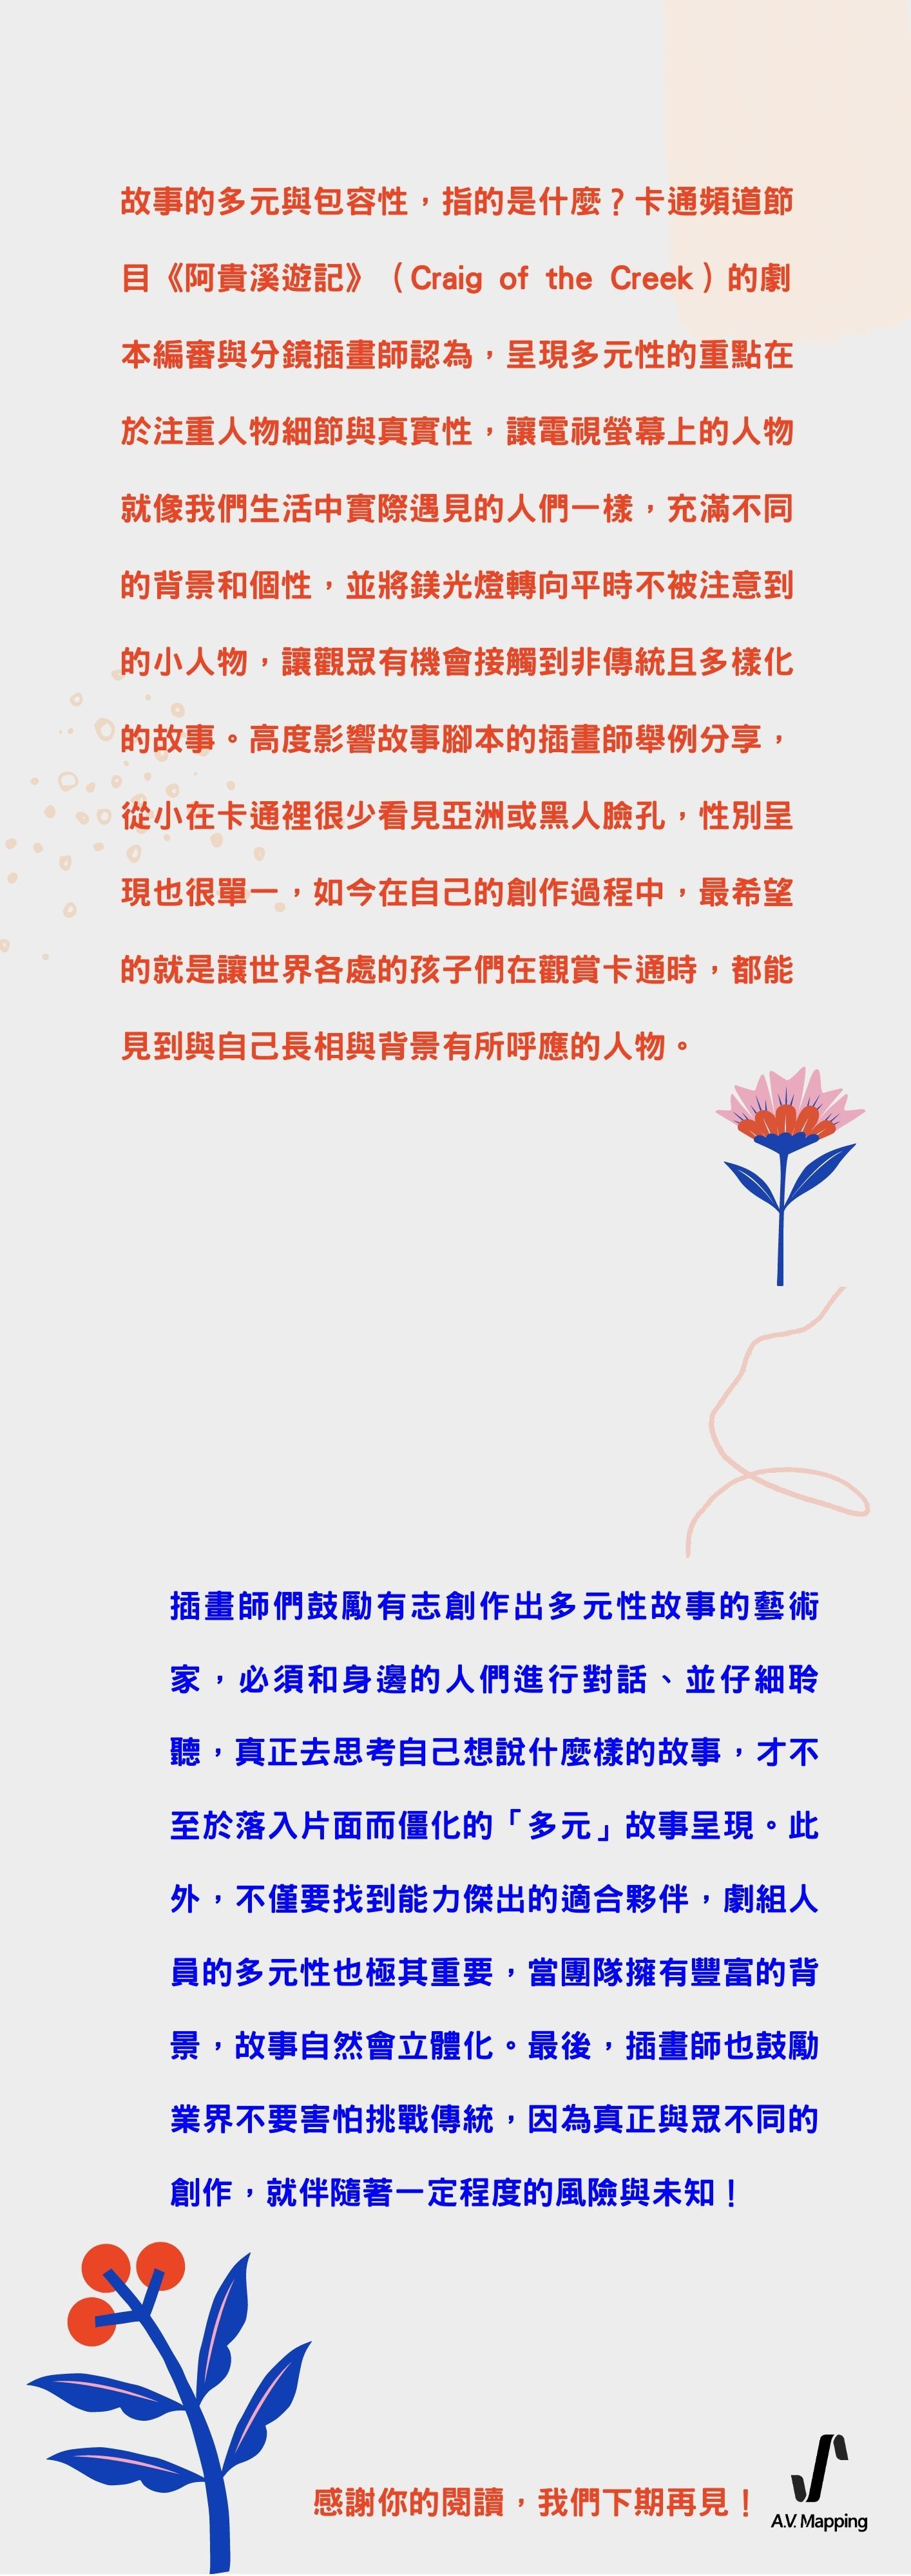 故事的多元與包容性，指的是什麼？卡通頻道節
目《阿貴溪遊記》（Craig of the Creek）的劇
本編審與分鏡插畫師認為，呈現多元性的重點在
於注重人物細節與真實性，讓電視螢幕上的人物
就像我們生活中實際遇見的人們一樣，充滿不同
的背景和個性，並將鎂光燈轉向平時不被注意到
的小人物，讓觀眾有機會接觸到非傳統且多樣化
的故事。高度影響故事腳本的插畫師舉例分享，
從小在卡通裡很少看見亞洲或黑人臉孔，性別呈
現也很單一，如今在自己的創作過程中，最希望
的就是讓世界各處的孩子們在觀賞卡通時，都能
見到與自己長相與背景有所呼應的人物。
插畫師們鼓勵有志創作出多元性故事的藝術
家，必須和身邊的人們進行對話、並仔細聆
聽，真正去思考自己想說什麼樣的故事，才不
至於落入片面而僵化的「多元」故事呈現。此
外，不僅要找到能力傑出的適合夥伴，劇組人
員的多元性也極其重要，當團隊擁有豐富的背
景，故事自然會立體化。最後，插畫師也鼓勵
業界不要害怕挑戰傳統，因為真正與眾不同的
創作，就伴隨著一定程度的風險與未知！
感謝你的閱讀，我們下期再見！
A.V. Mapping